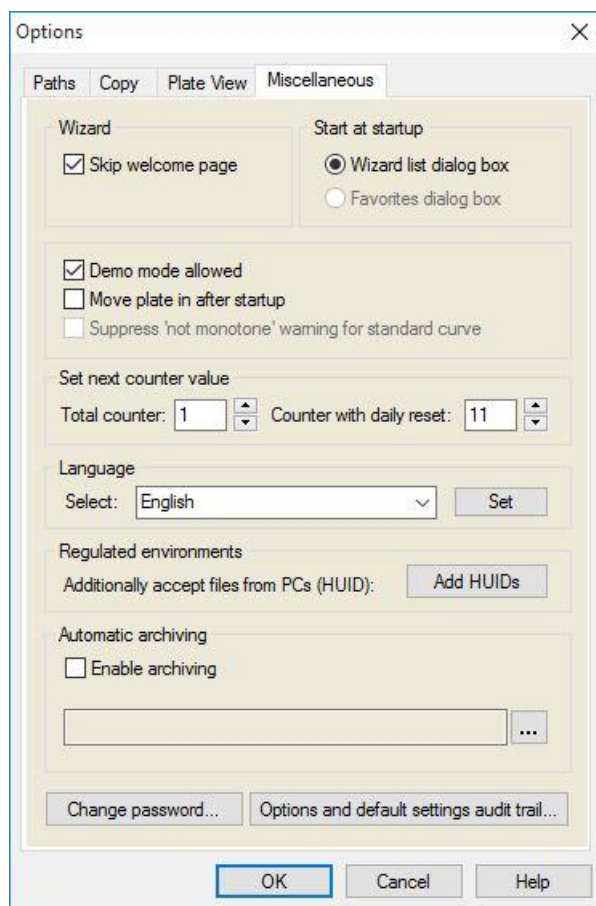 Options
Paths Copy Plate View Miscellaneous
Wizard
Skip welcome page
Start at startup
Wizard list dialog box
Favorites dialog box
Demo mode allowed
Move plate in after startup
Suppress 'not monotone' warning for standard curve
Set next counter value
Total counter: 1 Counter with daily reset: 11
Language
Select: English Set
Regulated environments
Additionally accept files from PCs (HUID): Add HUIDs
Automatic archiving
Enable archiving
...
Change password... Options and default settings audit trail...
OK Cancel Help